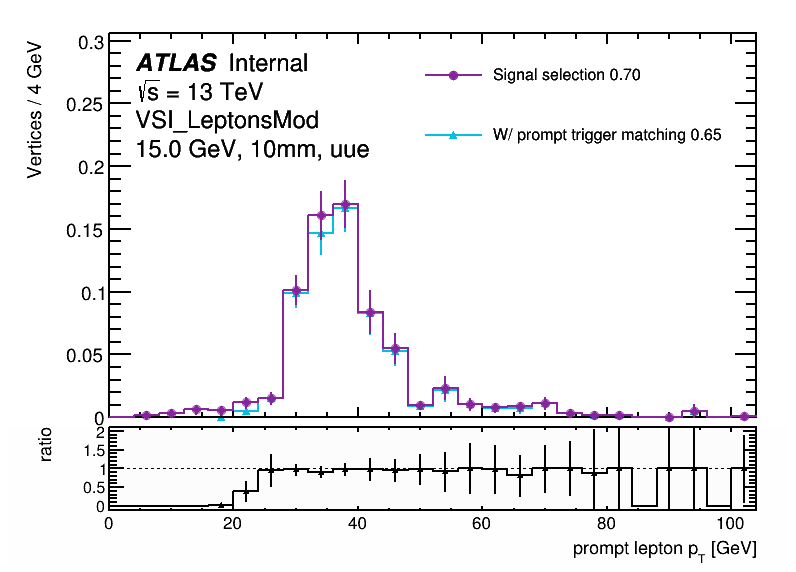 0.3
0.25
0.2
0.15
0.1
0.05
0
Vertices / 4 GeV
ATLAS Internal
√s = 13 TeV
VSI_LeptonsMod
15.0 GeV, 10mm, uue
Signal selection 0.70
W/ prompt trigger matching 0.65
ratio
2
1.5
1
0.5
0
0 20 40 60 80 100
prompt lepton pT [GeV]